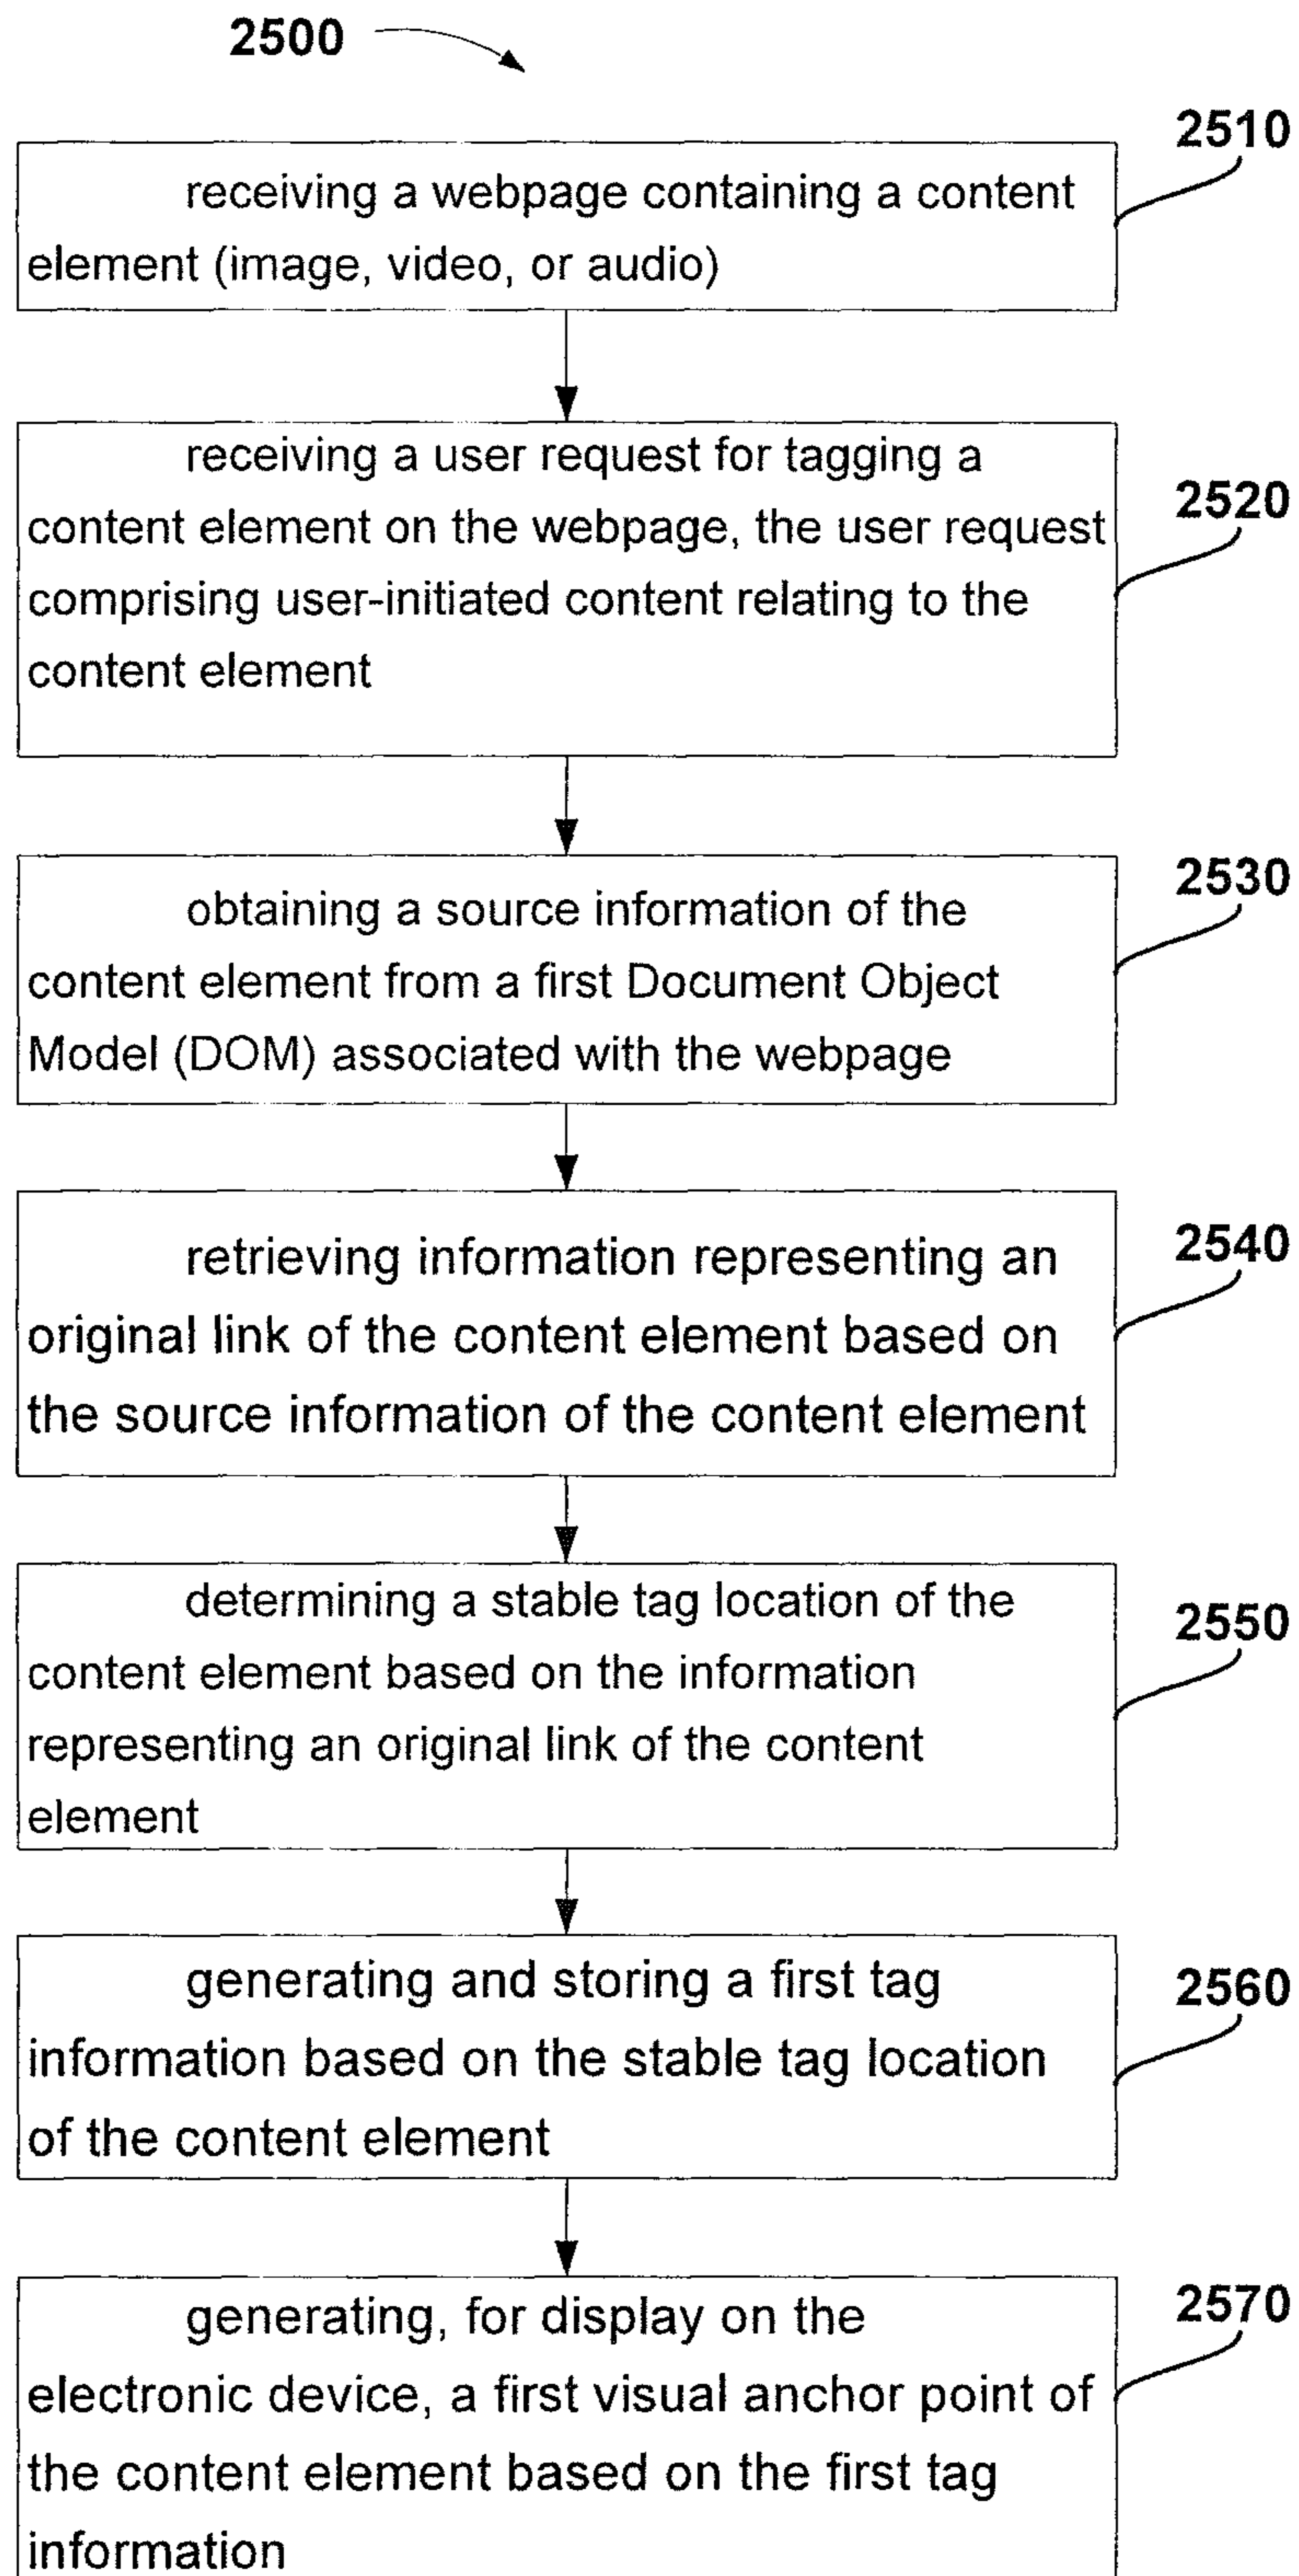 2500
2510
receiving a webpage containing a content
element (image, video, or audio)
receiving a user request for tagging a
content element on the webpage, the user request
comprising user-initiated content relating to the
content element
2520
obtaining a source information of the
content element from a first Document Object
Model (DOM) associated with the webpage
2530
retrieving information representing an
original link of the content element based on
the source information of the content element
2540
determining a stable tag location of the
content element based on the information
representing an original link of the content
element
2550
generating and storing a first tag
information based on the stable tag location
of the content element
2560
generating, for display on the
electronic device, a first visual anchor point of
the content element based on the first tag
information
2570